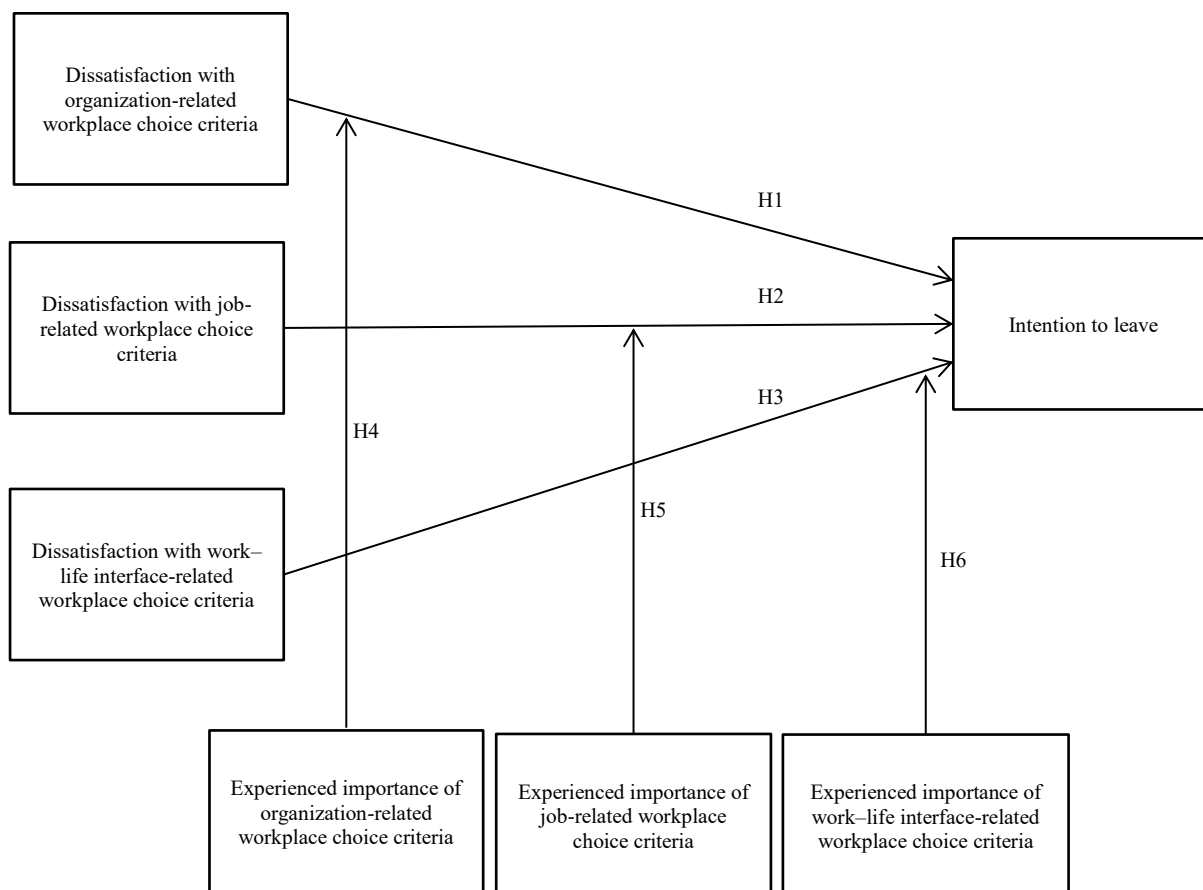 Dissatisfaction with
organization-related
workplace choice criteria
H1
Dissatisfaction with job-
related workplace choice
criteria
H2
Intention to leave
H3
H4
Dissatisfaction with work–
life interface-related
workplace choice criteria
H5
H6
Experienced importance of
organization-related
workplace choice criteria
Experienced importance of
job-related workplace
choice criteria
Experienced importance of
work–life interface-related
workplace choice criteria